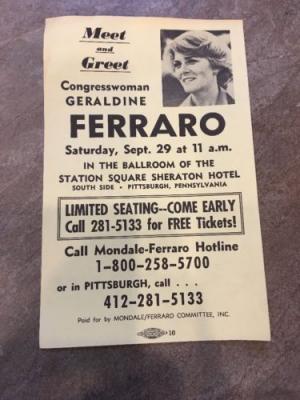 Meet
and
Greet
Congresswoman
GERALDINE
FERRARO
Saturday, Sept. 29 at 11 a.m.
IN THE BALLROOM OF THE
STATION SQUARE SHERATON HOTEL
SOUTH SIDE • PITTSBURGH, PENNSYLVANIA
LIMITED SEATING--COME EARLY
Call 281-5133 for FREE Tickets!
Call Mondale-Ferraro Hotline
1-800-258-5700
or in PITTSBURGH, call . . .
412-281-5133
Paid for by MONDALE/FERRARO COMMITTEE, INC.
16